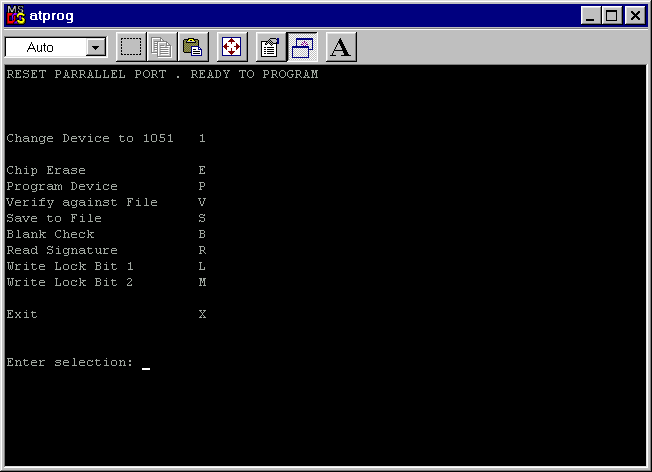 MS DOS atprog
Auto A
RESET PARRALLEL PORT . READY TO PROGRAM
Change Device to 1051 1
Chip Erase E
Program Device P
Verify against File V
Save to File S
Blank Check B
Read Signature R
Write Lock Bit 1 L
Write Lock Bit 2 M
Exit X
Enter selection: _